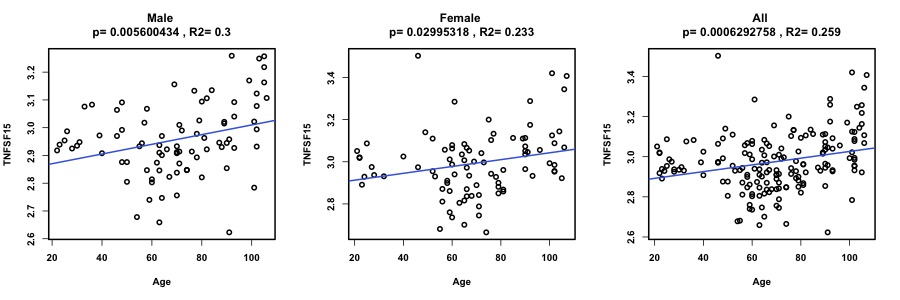 Male
p= 0.005600434 , R2= 0.3
TNFSF15
2.6 2.7 2.8 2.9 3.0 3.1 3.2
20 40 60 80 100
Age
Female
p= 0.02995318 , R2= 0.233
TNFSF15
2.8 3.0 3.2 3.4
20 40 60 80 100
Age
All
p= 0.0006292758 , R2= 0.259
TNFSF15
2.6 2.8 3.0 3.2 3.4
20 40 60 80 100
Age